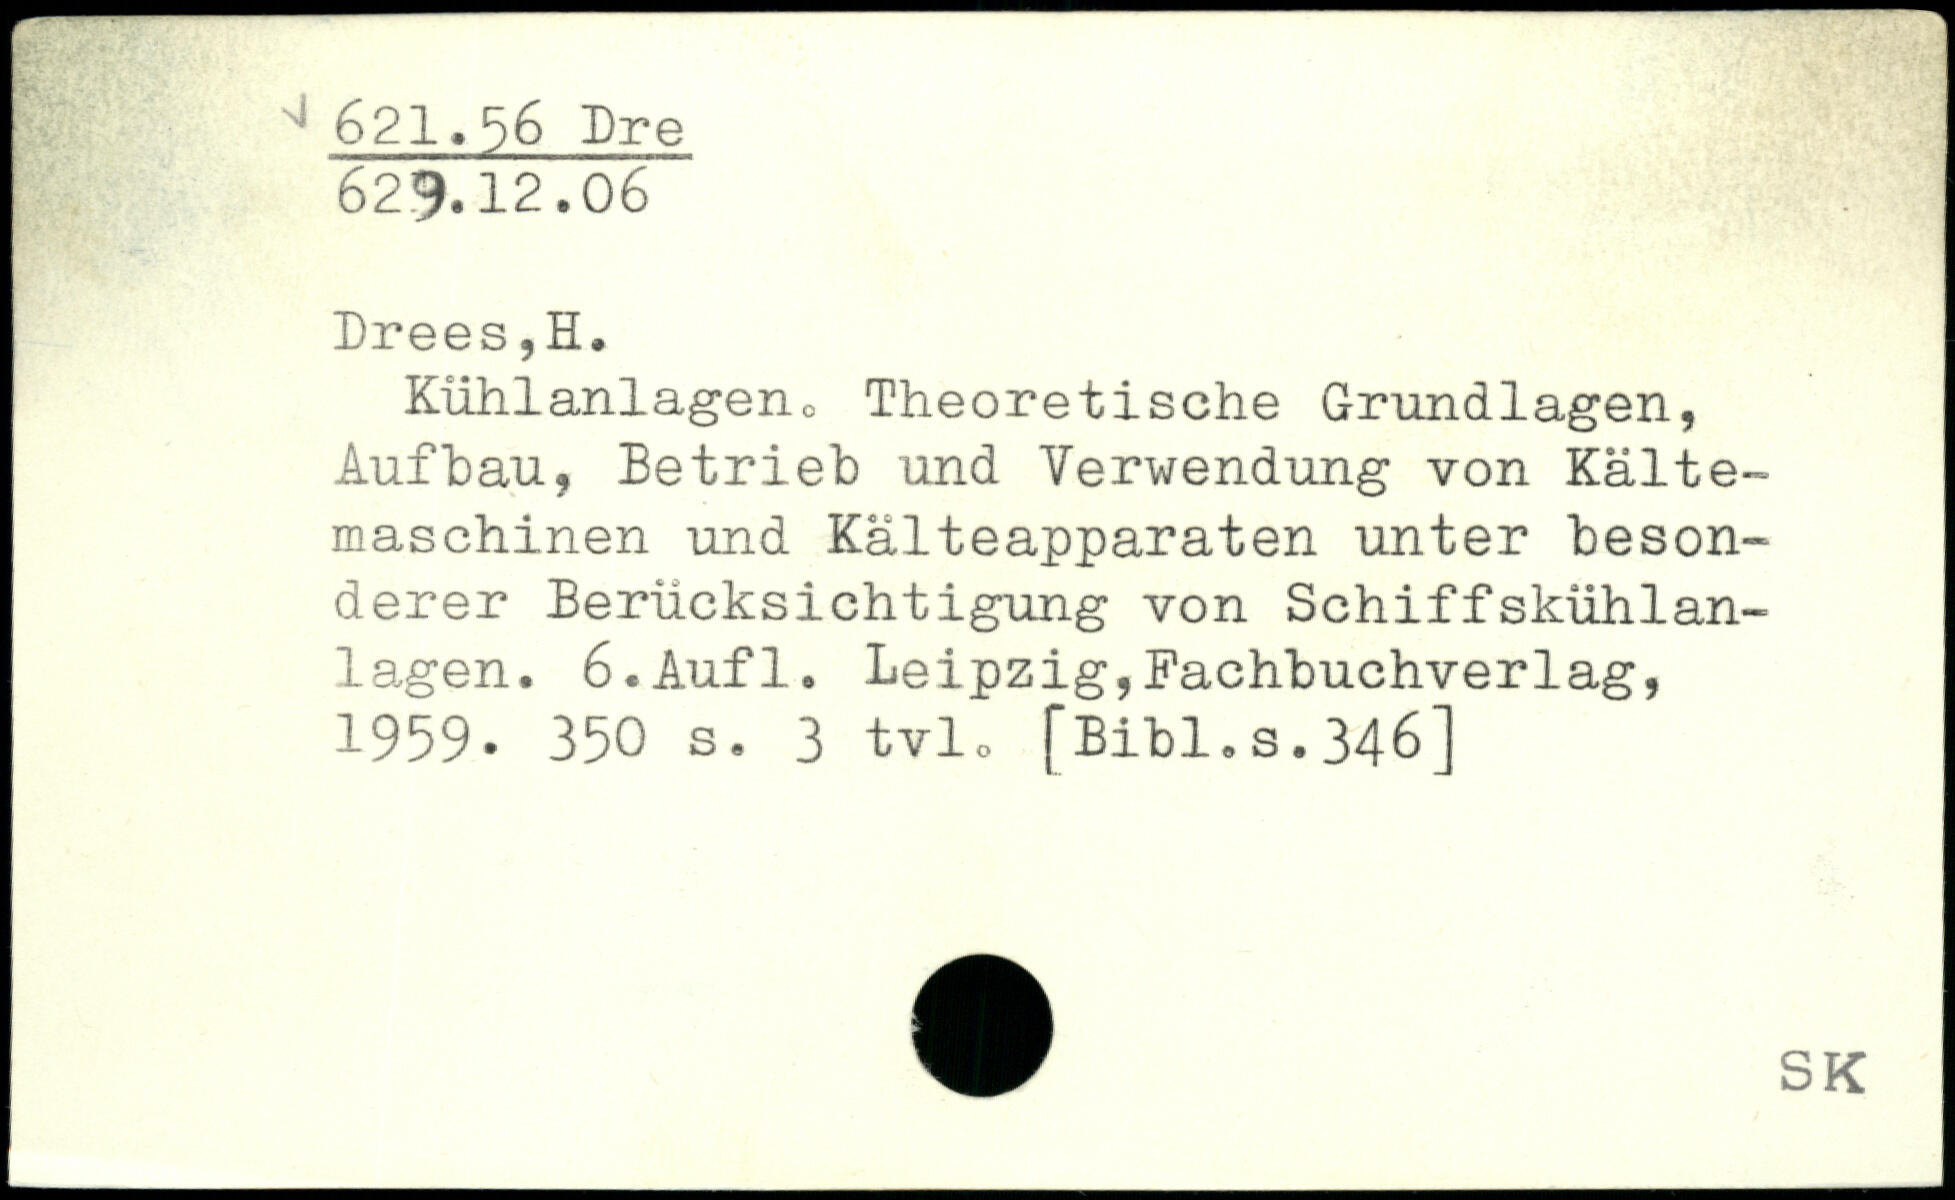 621.56 Dre
629.12.06
Drees,H.
Kühlanlagen. Theoretische Grundlagen,
Aufbau, Betrieb und Verwendung von Kälte-
maschinen und Kälteapparaten unter beson-
derer Berücksichtigung von Schiffskühlan-
lagen. 6.Aufl. Leipzig,Fachbuchverlag,
1959. 350 s. 3 tvl. [Bibl.s.346]
SK